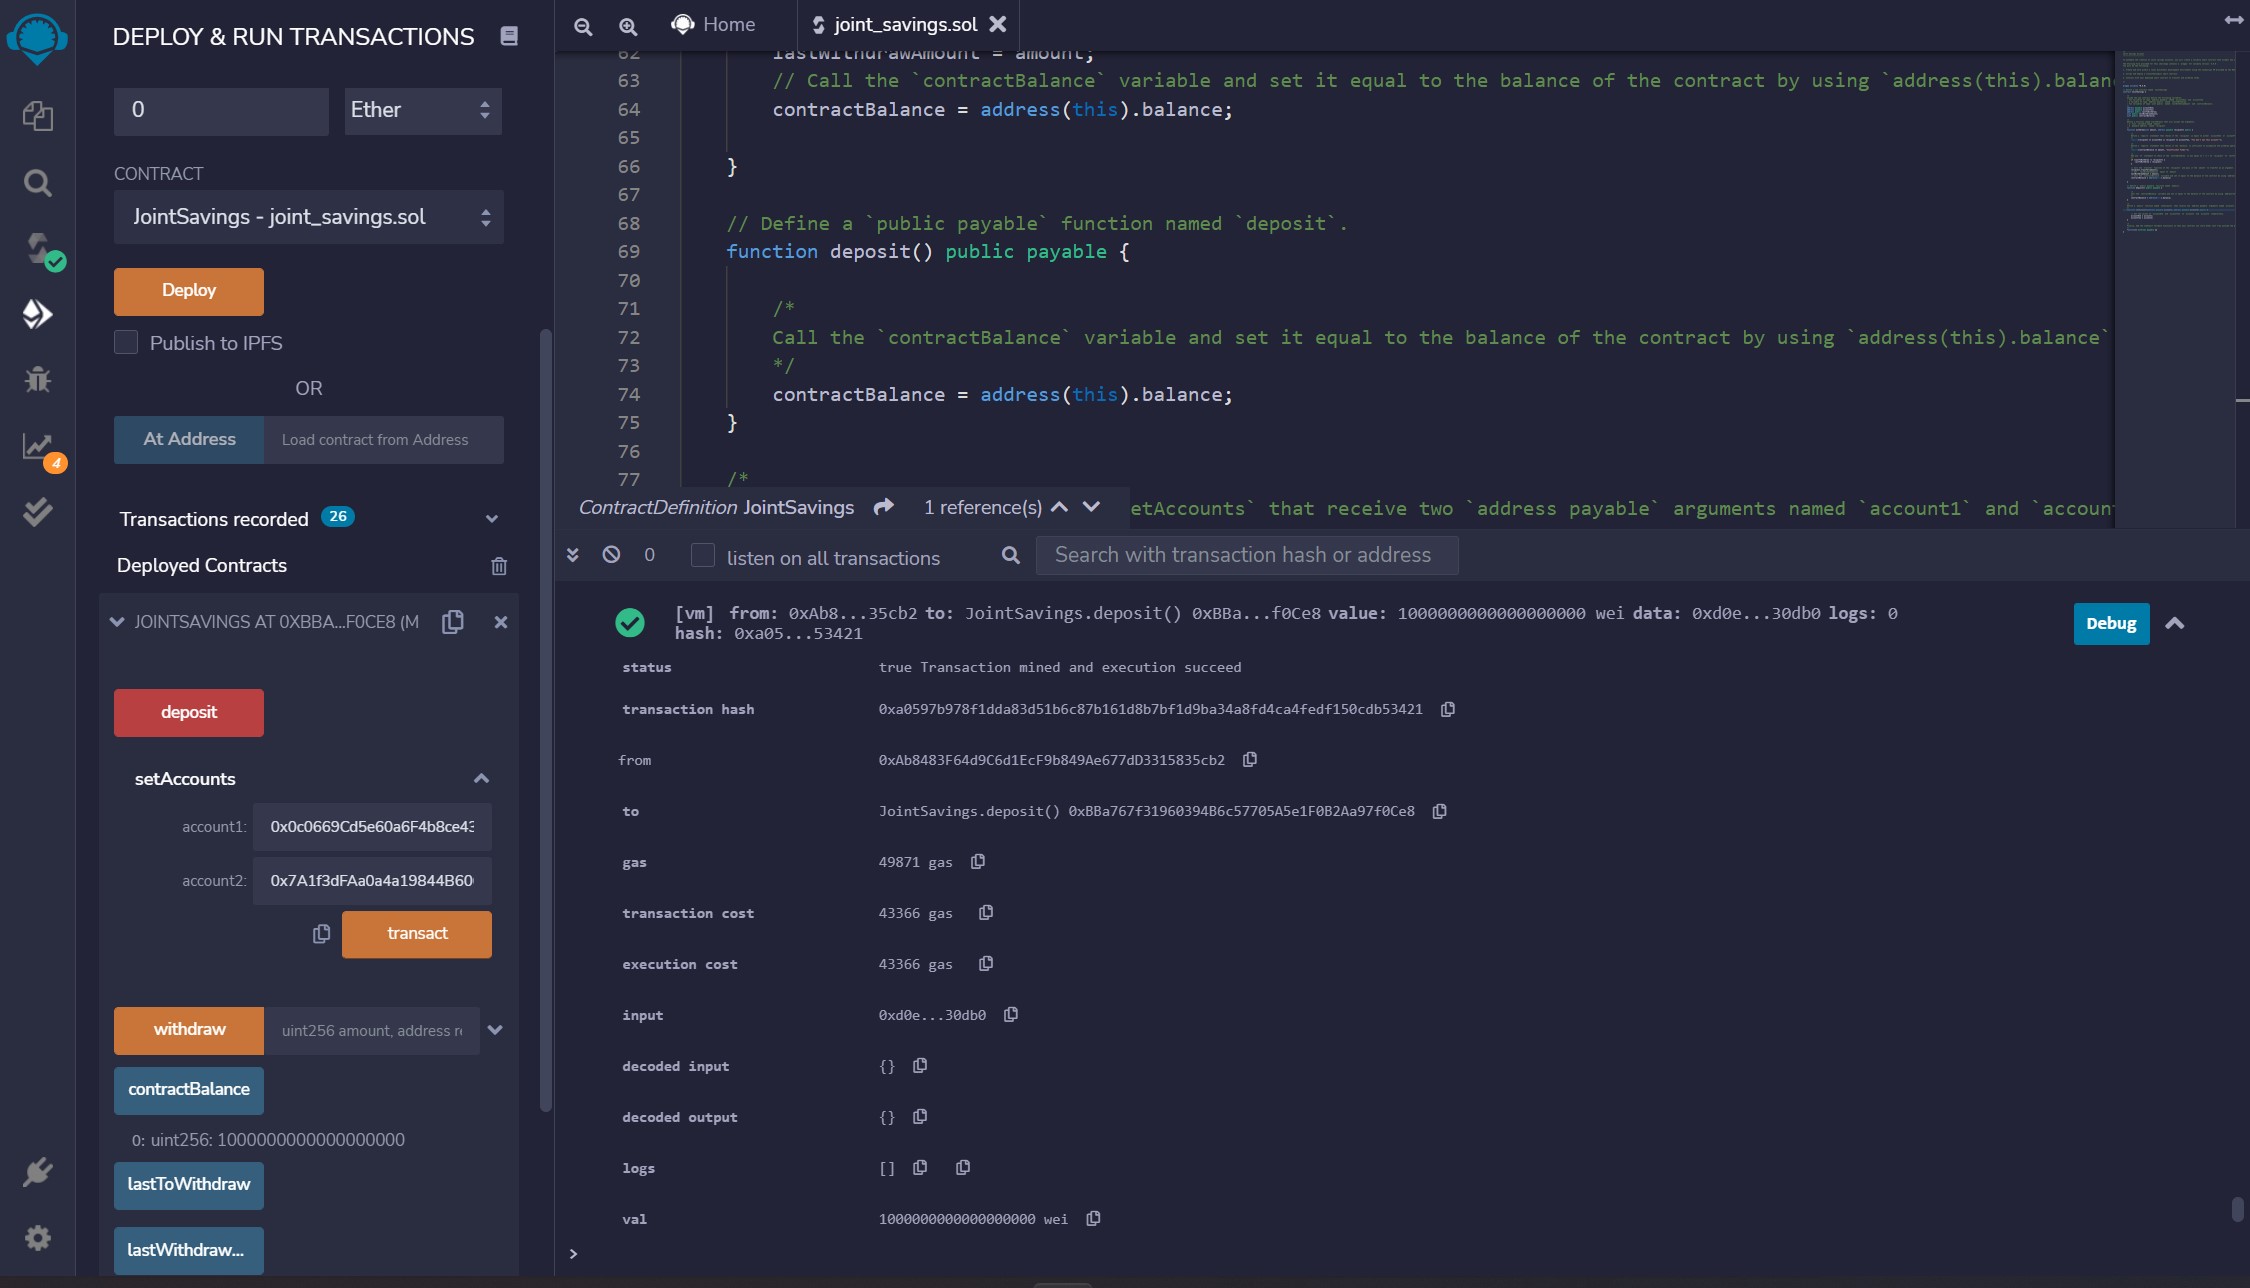 DEPLOY & RUN TRANSACTIONS
0
Ether
CONTRACT
JointSavings - joint_savings.sol
Deploy
Publish to IPFS
OR
At Address
Load contract from Address
Transactions recorded 26
Deployed Contracts
JOINTSAVINGS AT 0XBBA...F0CE8 (M
deposit
setAccounts
account1: 0x0c0669Cd5e60a6F4b8ce43
account2: 0x7A1f3dFAa0a4a19844B60
transact
withdraw
uint256 amount, address re
contractBalance
0: uint256: 1000000000000000000
lastToWithdraw
lastWithdraw...
4
Home
joint_savings.sol
62 lastWithdrawAmount = amount;
63 // Call the `contractBalance` variable and set it equal to the balance of the contract by using `address(this).balan
64 contractBalance = address(this).balance;
65
66 }
67
68 // Define a `public payable` function named `deposit`.
69 function deposit() public payable {
70
71 /*
72 Call the `contractBalance` variable and set it equal to the balance of the contract by using `address(this).balance`
73 */
74 contractBalance = address(this).balance;
75 }
76
77 /*
ContractDefinition JointSavings 1 reference(s)
etAccounts` that receive two `address payable` arguments named `account1` and `accoun
0
listen on all transactions
Search with transaction hash or address
[vm] from: 0xAb8...35cb2 to: JointSavings.deposit() 0xBBa...f0Ce8 value: 1000000000000000000 wei data: 0xd0e...30db0 logs: 0
hash: 0xa05...53421
Debug
status true Transaction mined and execution succeed
transaction hash 0xa0597b978f1dda83d51b6c87b161d8b7bf1d9ba34a8fd4ca4fedf150cdb53421
from 0xAb8483F64d9C6d1EcF9b849Ae677dD3315835cb2
to JointSavings.deposit() 0xBBa767f31960394B6c57705A5e1F0B2Aa97f0Ce8
gas 49871 gas
transaction cost 43366 gas
execution cost 43366 gas
input 0xd0e...30db0
decoded input {}
decoded output {}
logs []
val 1000000000000000000 wei
>